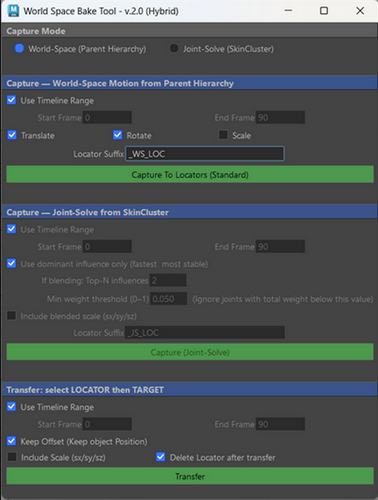 World Space Bake Tool - v.2.0 (Hybrid)
Capture Mode
World-Space (Parent Hierarchy) Joint-Solve (SkinCluster)
Capture — World-Space Motion from Parent Hierarchy
Use Timeline Range
Start Frame 0 End Frame 90
Translate Rotate Scale
Locator Suffix _WS_LOC
Capture To Locators (Standard)
Capture — Joint-Solve from SkinCluster
Use Timeline Range
Start Frame 0 End Frame 90
Use dominant influence only (fastest most stable)
If blending: Top-N influences 2
Min weight threshold (0–1) 0.050 (Ignore joints with total weight below this value)
Include blended scale (sx/sy/sz)
Locator Suffix _JS_LOC
Capture (Joint-Solve)
Transfer: select LOCATOR then TARGET
Use Timeline Range
Start Frame 0 End Frame 90
Keep Offset (Keep object Position)
Include Scale (sx/sy/sz) Delete Locator after transfer
Transfer